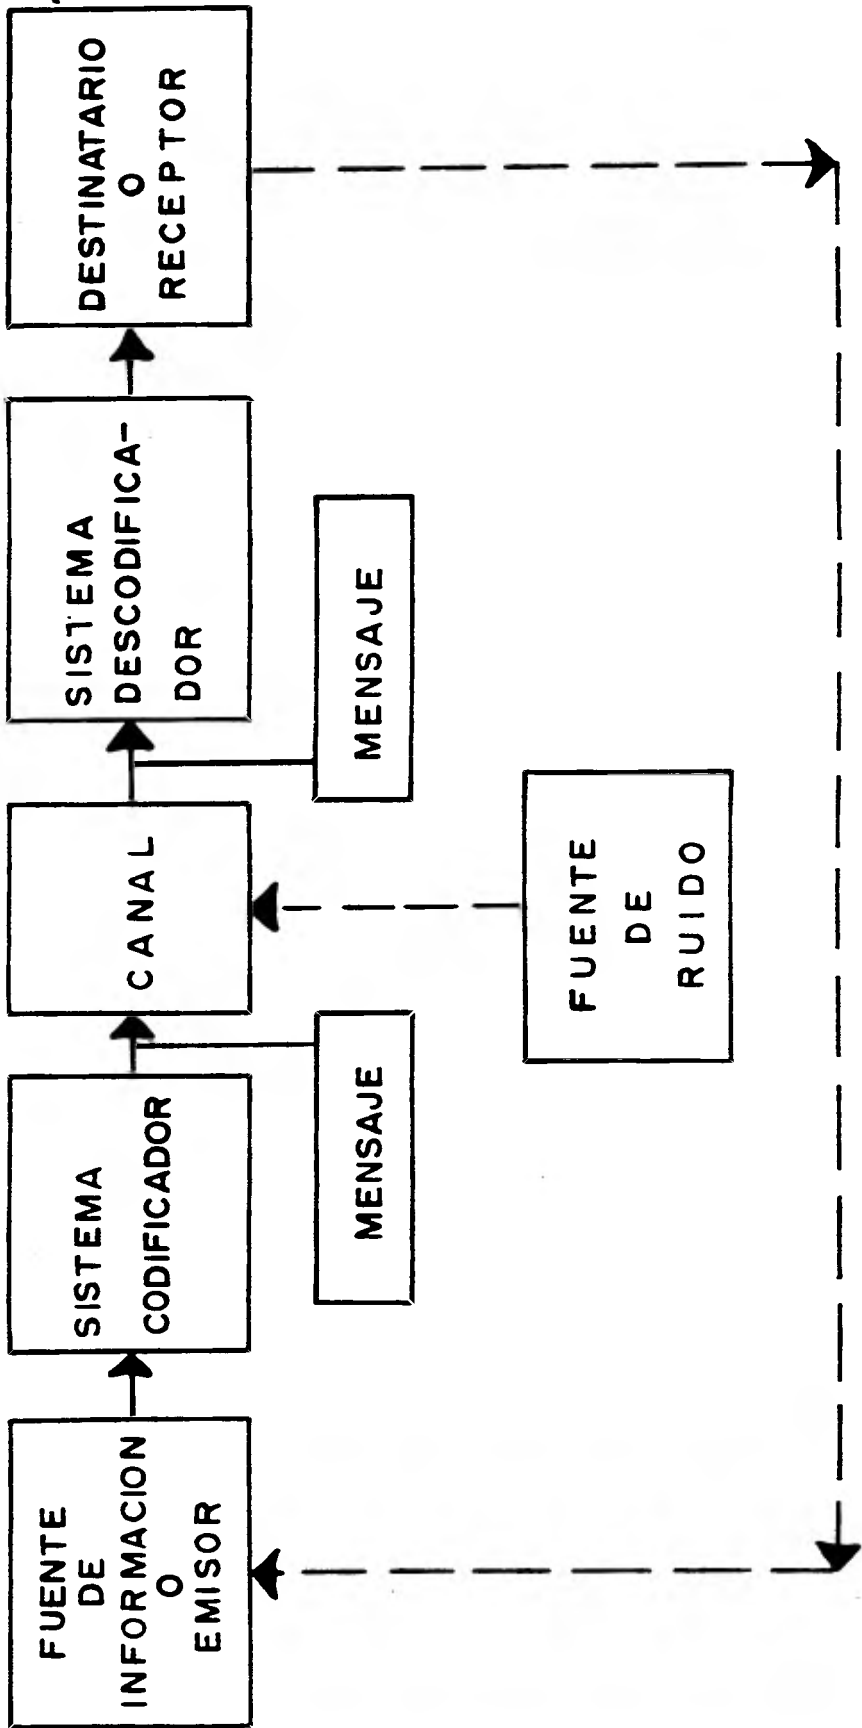 FUENTE
DE
INFORMACION
O
EMISOR
SISTEMA
CODIFICADOR
CANAL
SISTEMA
DESCODIFICA-
DOR
DESTINATARIO
O
RECEPTOR
MENSAJE
MENSAJE
FUENTE
DE
RUIDO